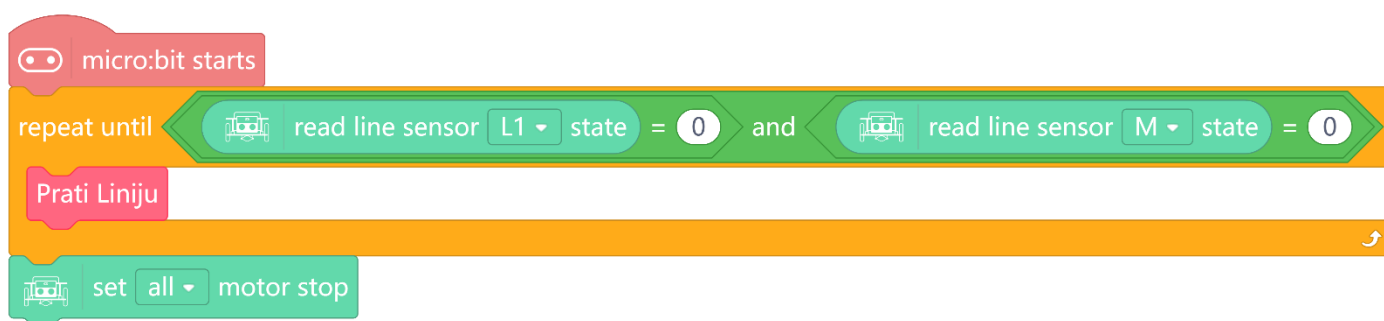 micro:bit starts
repeat until read line sensor L1 state = 0 and read line sensor M state = 0
Prati Liniju
set all motor stop